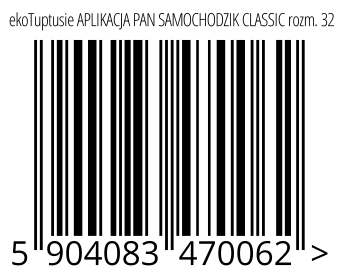 ekoTuptusie APLIKACJA PAN SAMOCHODZIK CLASSIC rozm. 32
5 904083 470062 >